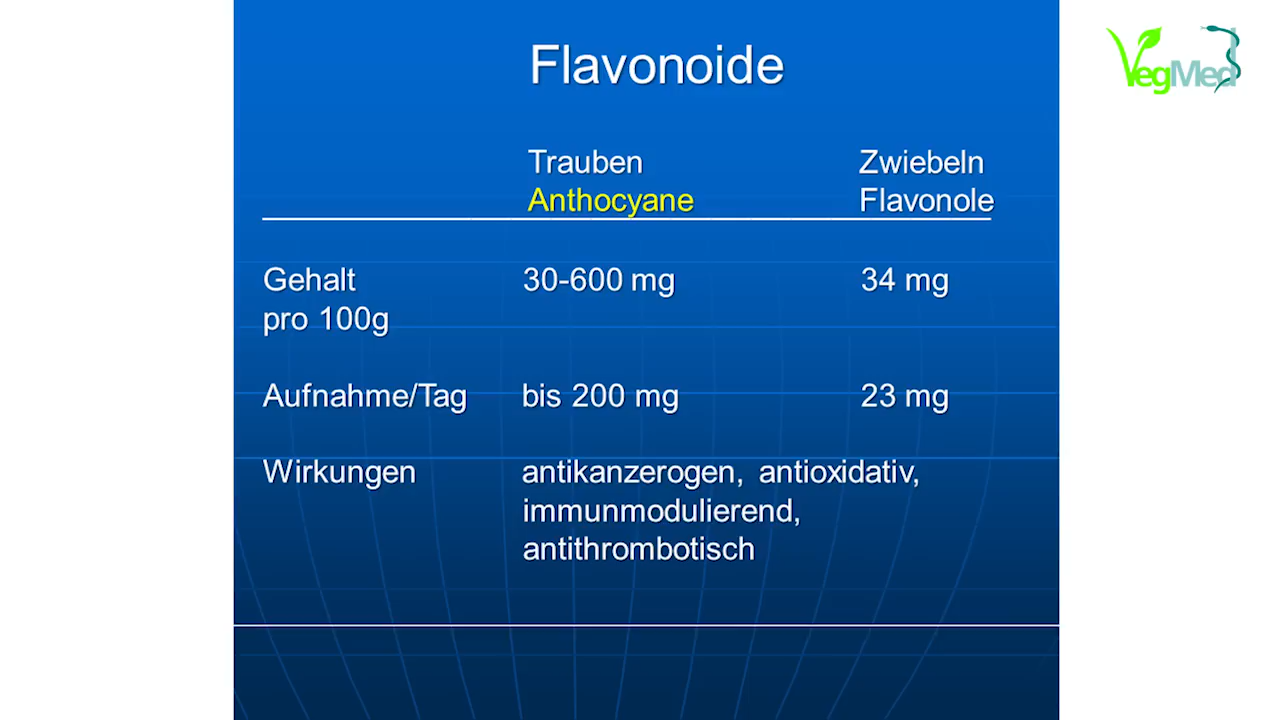 Flavonoide
VegMed
Trauben Zwiebeln
Anthocyane Flavonole
Gehalt 30-600 mg 34 mg
pro 100g
Aufnahme/Tag bis 200 mg 23 mg
Wirkungen antikanzerogen, antioxidativ,
immunmodulierend,
antithrombotisch